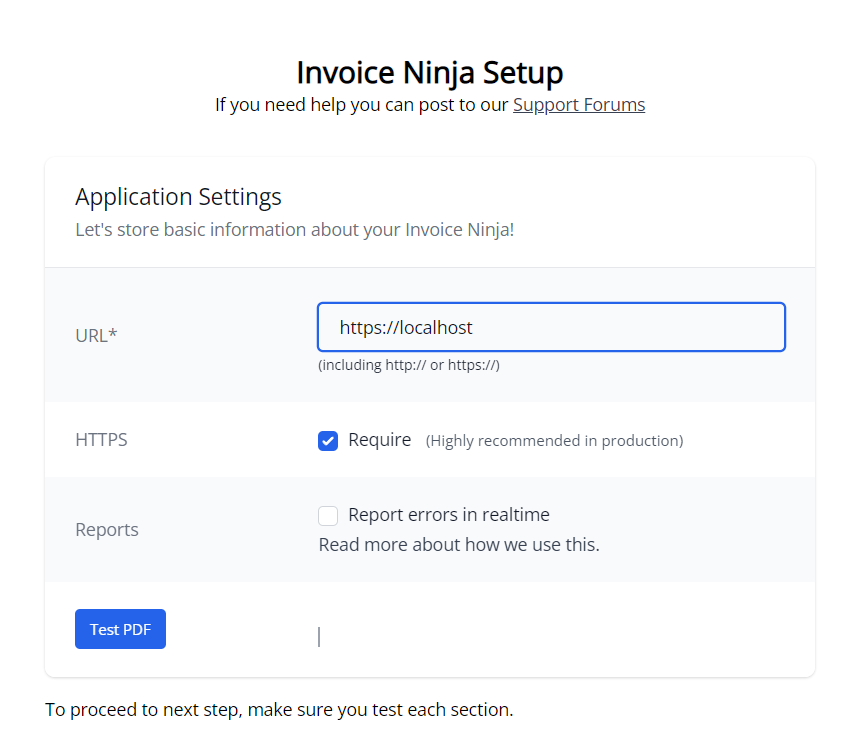 Invoice Ninja Setup
If you need help you can post to our Support Forums
Application Settings
Let's store basic information about your Invoice Ninja!
URL*
https://localhost
(including http:// or https://)
HTTPS
Require (Highly recommended in production)
Reports
Report errors in realtime
Read more about how we use this.
Test PDF
To proceed to next step, make sure you test each section.